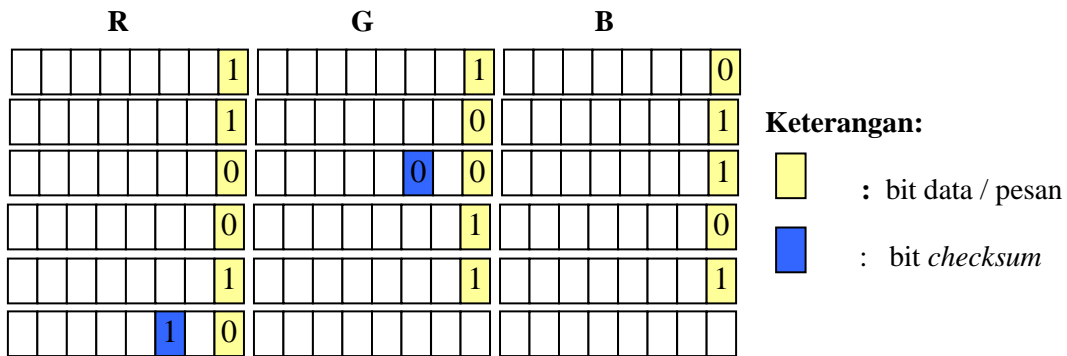 R G B
1 1 0
1 0 1
0 0 0 1
0 1 0
1 1 1
1 0
Keterangan:
: bit data / pesan
: bit checksum